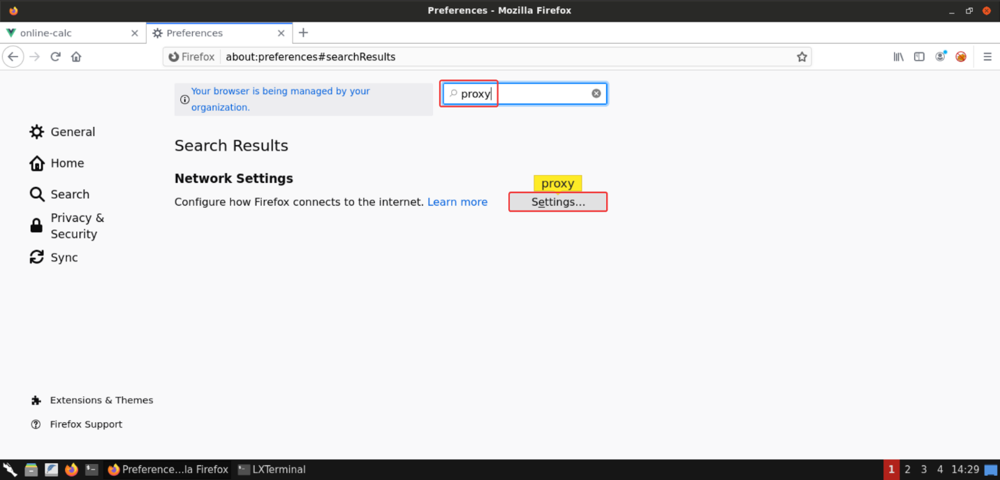 Preferences - Mozilla Firefox
online-calc
Preferences
Firefox
about:preferences#searchResults
Your browser is being managed by your
organization.
proxy
General
Home
Search
Privacy &
Security
Sync
Search Results
Network Settings
proxy
Configure how Firefox connects to the internet. Learn more
Settings...
Extensions & Themes
Firefox Support
Preference...la Firefox
LXTerminal
1 2 3 4 14:29